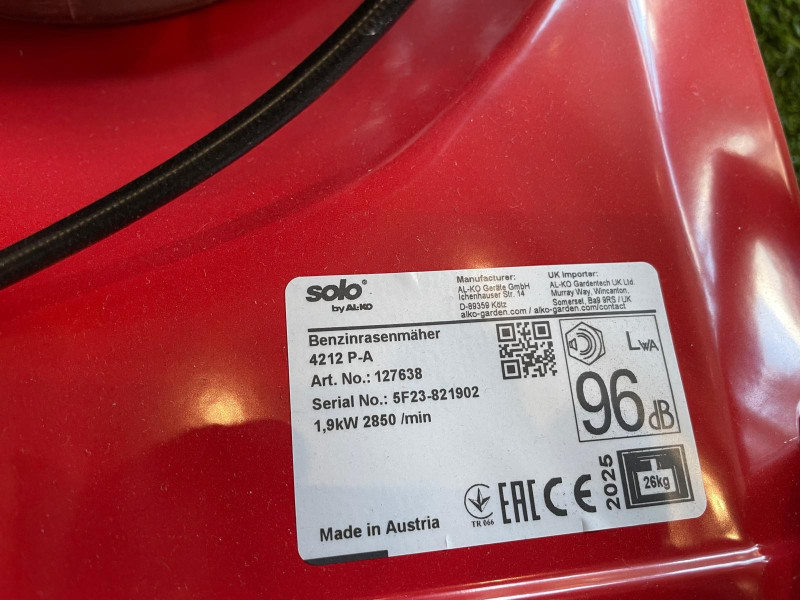 solo®
by AL-KO
Manufacturer:
AL-KO Geräte GmbH
Ichenhauser Str. 14
D-89359 Kötz
UK Importer:
AL-KO Gardentech UK Ltd.
Murray Way, Wincanton,
Somerset, Ba9 9RS / UK
alko-garden.com / alko-garden.com/contact
Benzinrasenmäher
4212 P-A
Art. No.: 127638
Serial No.: 5F23-821902
1,9kW 2850 /min
LWA
96 dB
Made in Austria
TR 066
EAC
CE
2025
26kg